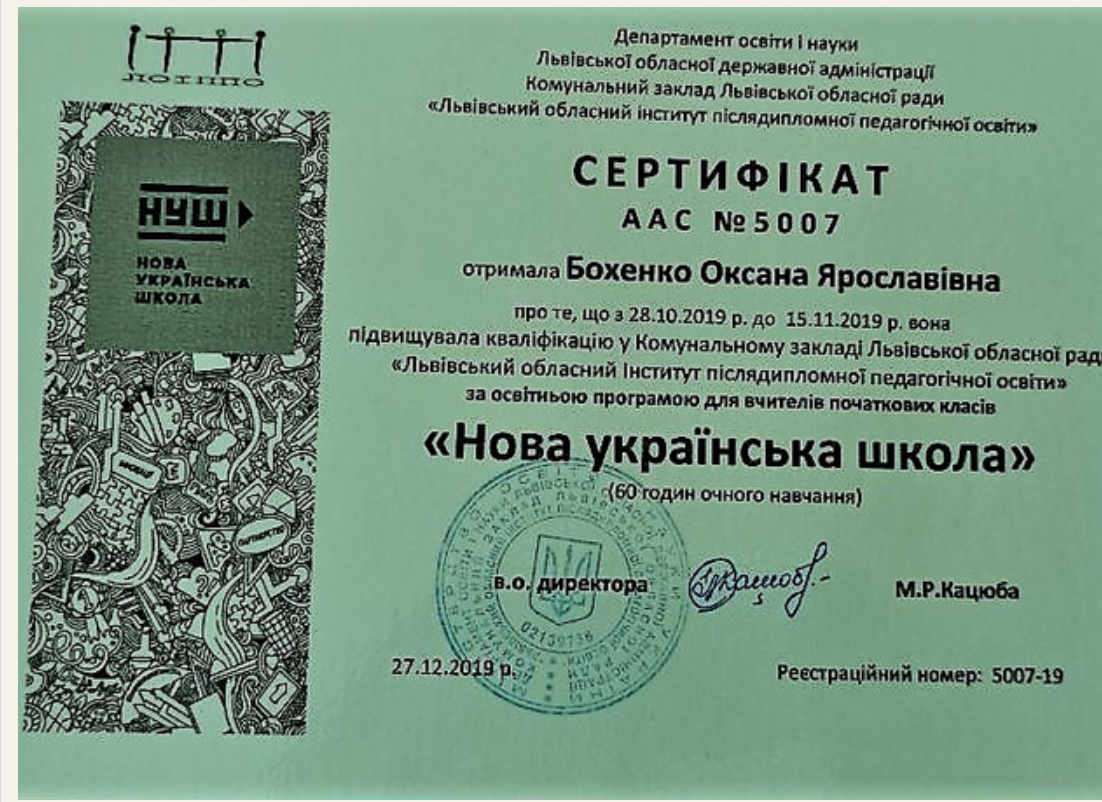 ЛОІППО
НУШ
НОВА
УКРАЇНСЬКА
ШКОЛА
Департамент освіти і науки
Львівської обласної державної адміністрації
Комунальний заклад Львівської обласної ради
«Львівський обласний інститут післядипломної педагогічної освіти»
СЕРТИФІКАТ
ААС №5007
отримала Бохенко Оксана Ярославівна
про те, що з 28.10.2019 р. до 15.11.2019 р. вона
підвищувала кваліфікацію у Комунальному закладі Львівської обласної рад
«Львівський обласний інститут післядипломної педагогічної освіти»
за освітньою програмою для вчителів початкових класів
«Нова українська школа»
(60 годин очного навчання)
в.о. директора М.Р.Кацюба
02139736
27.12.2019 р. Реєстраційний номер: 5007-19